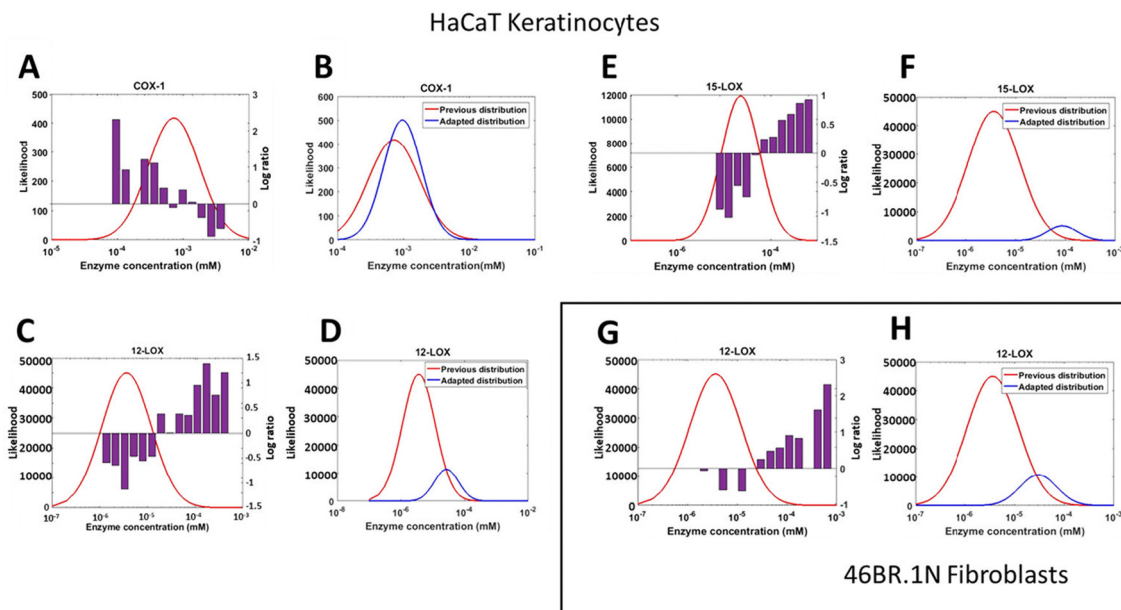 HaCaT Keratinocytes
A
COX-1
500
400
300
200
100
0
3
2
1
0
-1
10-5
10-4
10-3
10-2
Likelihood
Log ratio
Enzyme concentration(mM)
B
COX-1
600
500
400
300
200
100
0
10-4
10-3
10-2
10-1
Previous distribution
Adapted distribution
Likelihood
Enzyme concentration(mM)
E
15-LOX
12000
10000
8000
6000
4000
2000
0
1
0.5
0
-0.5
-1
-1.5
10-6
10-4
Likelihood
Log ratio
Enzyme concentration (mM)
F
15-LOX
50000
40000
30000
20000
10000
0
10-7
10-6
10-5
10-4
10-3
Previous distribution
Adapted distribution
Likelihood
Enzyme concentration (mM)
C
12-LOX
50000
40000
30000
20000
10000
0
1.5
1
0.5
0
-0.5
-1
-1.5
10-7
10-6
10-5
10-4
10-3
Likelihood
Log ratio
Enzyme concentration (mM)
D
12-LOX
50000
40000
30000
20000
10000
0
10-8
10-6
10-4
10-2
Previous distribution
Adapted distribution
Likelihood
Enzyme concentration (mM)
G
12-LOX
50000
40000
30000
20000
10000
0
3
2
1
0
-1
10-7
10-6
10-5
10-4
10-3
Likelihood
Log ratio
Enzyme concentration (mM)
H
12-LOX
50000
40000
30000
20000
10000
0
10-7
10-6
10-5
10-4
10-3
Previous distribution
Adapted distribution
Likelihood
Enzyme concentration (mM)
46BR.1N Fibroblasts